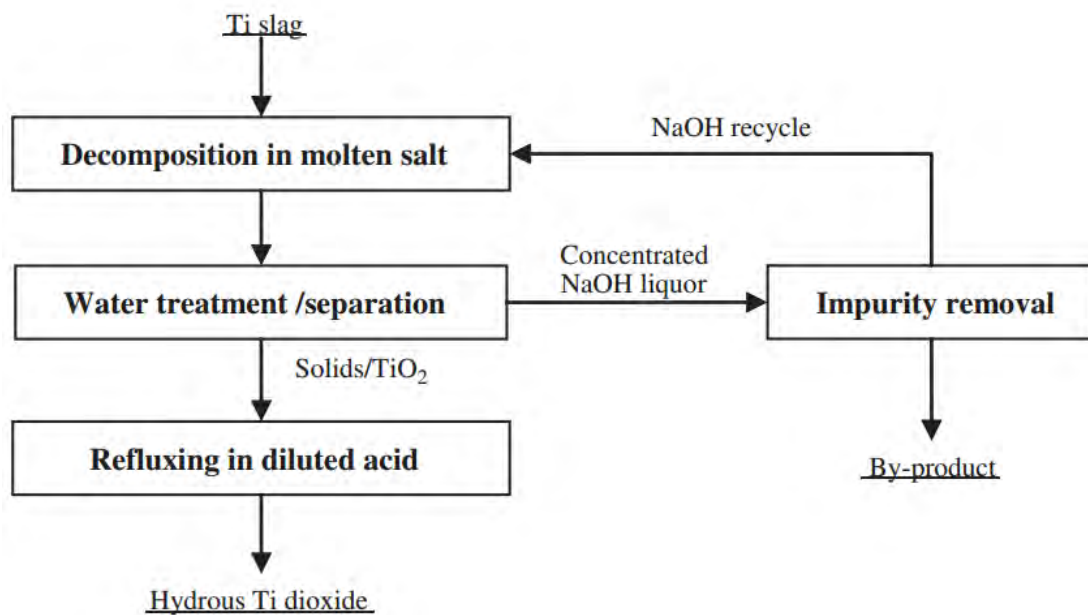 Ti slag
Decomposition in molten salt
NaOH recycle
Water treatment /separation
Concentrated
NaOH liquor
Impurity removal
Solids/TiO₂
Refluxing in diluted acid
By-product
Hydrous Ti dioxide